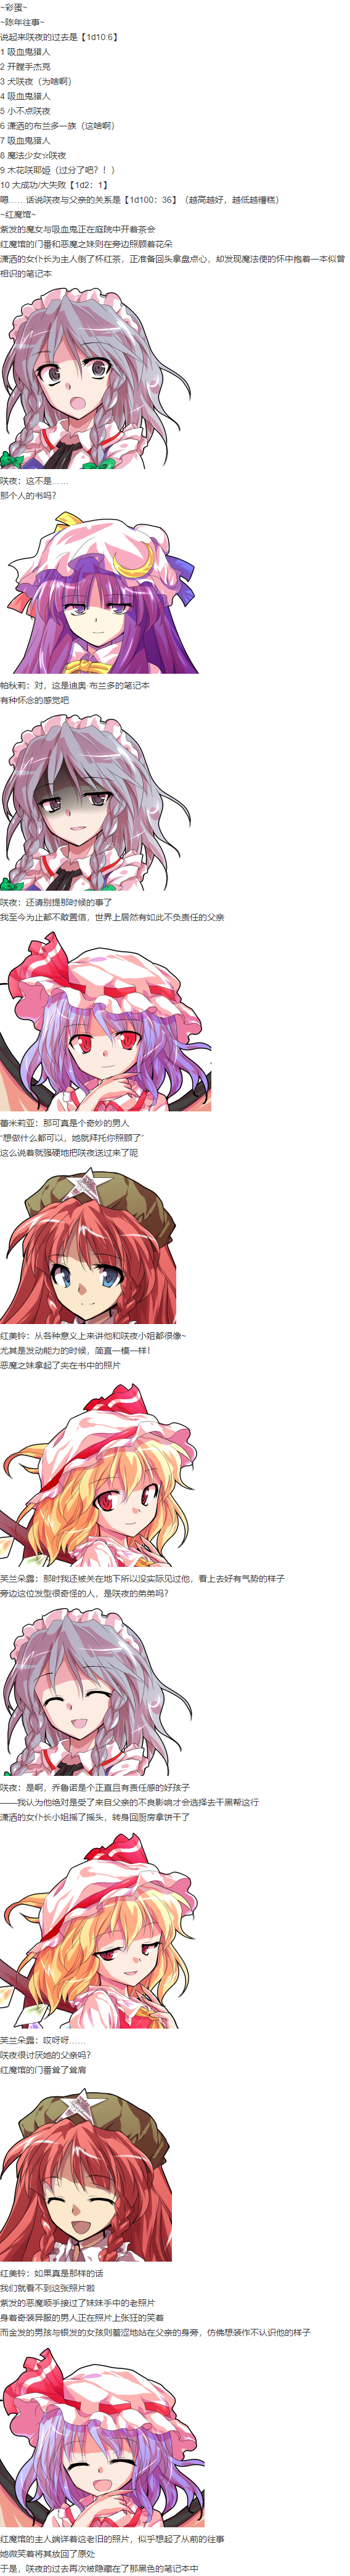 ~彩蛋~
~陈年往事~
说起来咲夜的过去是【1d10:6】
1 吸血鬼猎人
2 开膛手杰克
3 犬咲夜（为啥啊）
4 吸血鬼猎人
5 小不点咲夜
6 潇洒的布兰多一族（这啥啊）
7 吸血鬼猎人
8 魔法少女☆咲夜
9 木花咲耶姬（过分了吧？！）
10 大成功/大失败【1d2：1】
嗯……话说咲夜与父亲的关系是【1d100：36】（越高越好，越低越糟糕）
~红魔馆~
紫发的魔女与吸血鬼正在庭院中开着茶会
红魔馆的门番和恶魔之妹则在旁边照顾着花朵
潇洒的女仆长为主人倒了杯红茶，正准备回头拿盘点心，却发现魔法使的怀中抱着一本似曾
相识的笔记本
咲夜：这不是……
那个人的书吗？
帕秋莉：对，这是迪奥·布兰多的笔记本
有种怀念的感觉吧
咲夜：还请别提那时候的事了
我至今为止都不敢置信，世界上居然有如此不负责任的父亲
蕾米莉亚：那可真是个奇妙的男人
“想做什么都可以，她就拜托你照顾了”
这么说着就强硬地把咲夜送过来了呢
红美铃：从各种意义上来讲他和咲夜小姐都很像~
尤其是发动能力的时候，简直一模一样！
恶魔之妹拿起了夹在书中的照片
芙兰朵露：那时我还被关在地下所以没实际见过他，看上去好有气势的样子
旁边这位发型很奇怪的人，是咲夜的弟弟吗？
咲夜：是啊，乔鲁诺是个正直且有责任感的好孩子
——我认为他绝对是受了来自父亲的不良影响才会选择去干黑帮这行
潇洒的女仆长小姐摇了摇头，转身回厨房拿饼干了
芙兰朵露：哎呀呀……
咲夜很讨厌她的父亲吗？
红魔馆的门番耸了耸肩
红美铃：如果真是那样的话
我们就看不到这张照片啦
紫发的恶魔顺手接过了妹妹手中的老照片
身着奇装异服的男人正在照片上张狂的笑着
而金发的男孩与银发的女孩则羞涩地站在父亲的身旁，仿佛想装作不认识他的样子
红魔馆的主人端详着这老旧的照片，似乎想起了从前的往事
她微笑着将其放回了原处
于是，咲夜的过去再次被隐藏在了那黑色的笔记本中